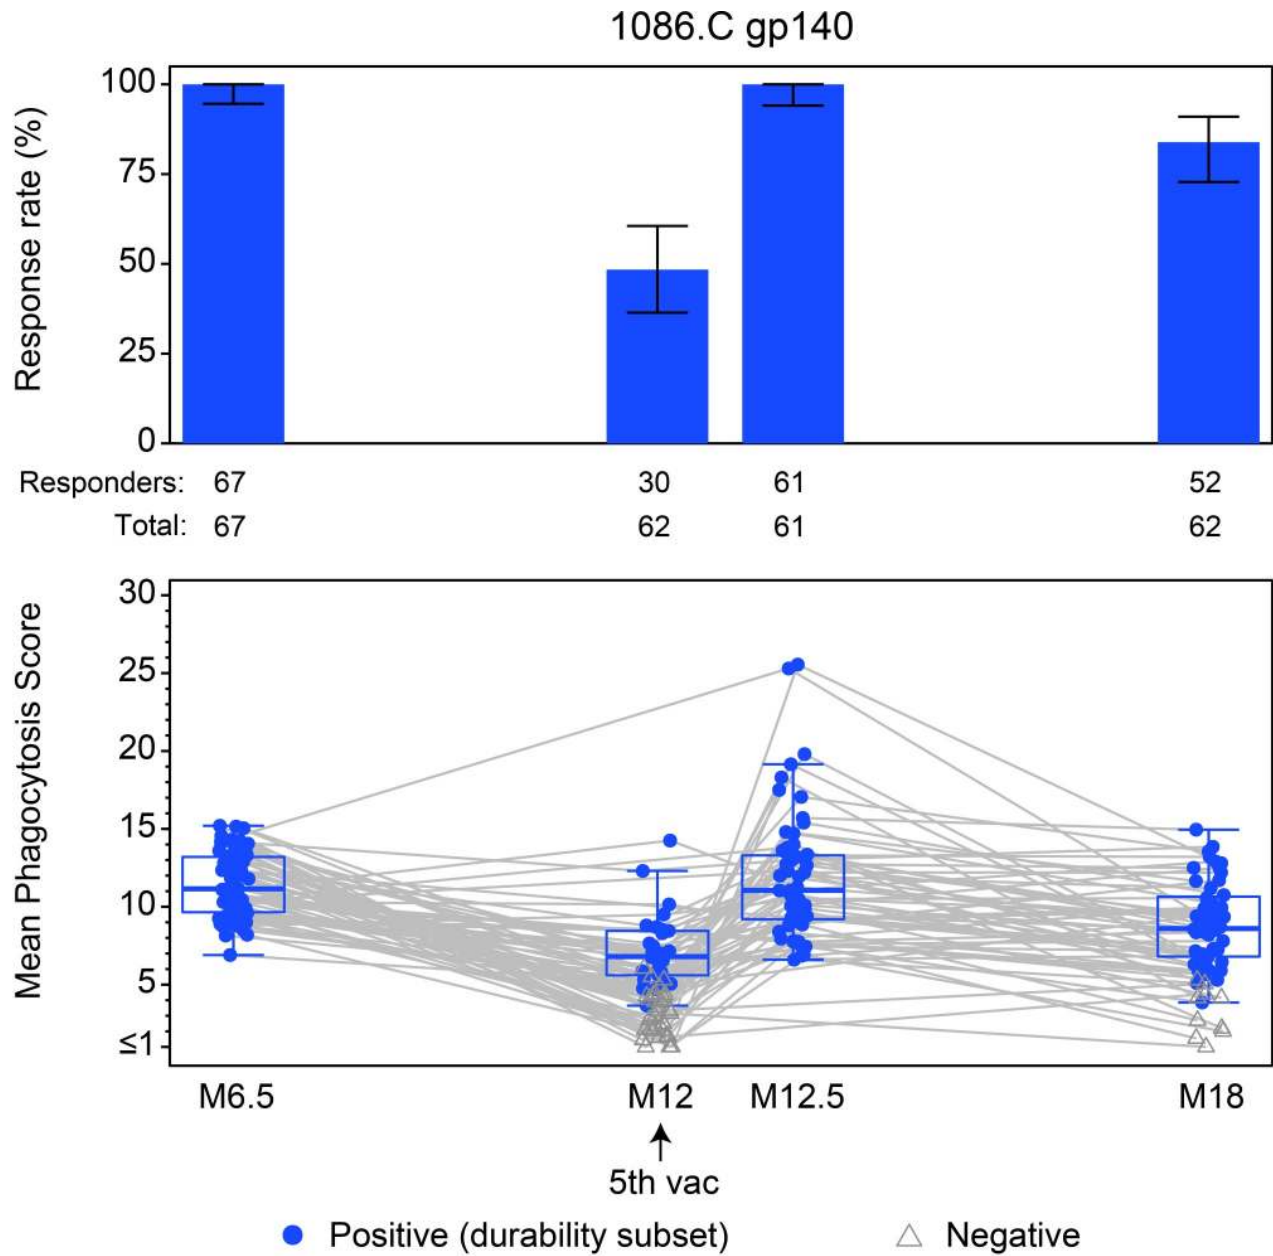 1086.C gp140
Response rate (%)
100
75
50
25
0
Responders: 67 30 61 52
Total: 67 62 61 62
Mean Phagocytosis Score
30
25
20
15
10
5
≤1
M6.5 M12 M12.5 M18
5th vac
Positive (durability subset) Negative